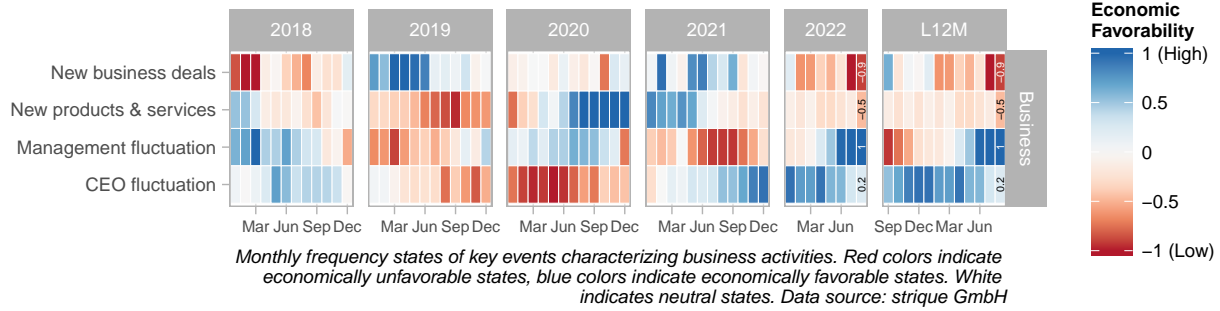 2018 2019 2020 2021 2022 L12M
Economic
Favorability
New business deals
New products & services
Management fluctuation
CEO fluctuation
−0.9 −0.9
−0.5 −0.5
1 1
0.2 0.2
Business
1 (High)
0.5
0
−0.5
−1 (Low)
Mar Jun Sep Dec Mar Jun Sep Dec Mar Jun Sep Dec Mar Jun Sep Dec Mar Jun Sep Dec Mar Jun
Monthly frequency states of key events characterizing business activities. Red colors indicate
economically unfavorable states, blue colors indicate economically favorable states. White
indicates neutral states. Data source: strique GmbH